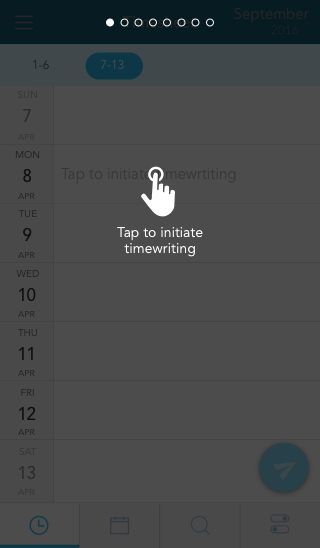 September
2016
1-6
7-13
SUN
7
APR
MON
8
APR
Tap to initiate timewrtiting
Tap to initiate
timewriting
TUE
9
APR
WED
10
APR
THU
11
APR
FRI
12
APR
SAT
13
APR